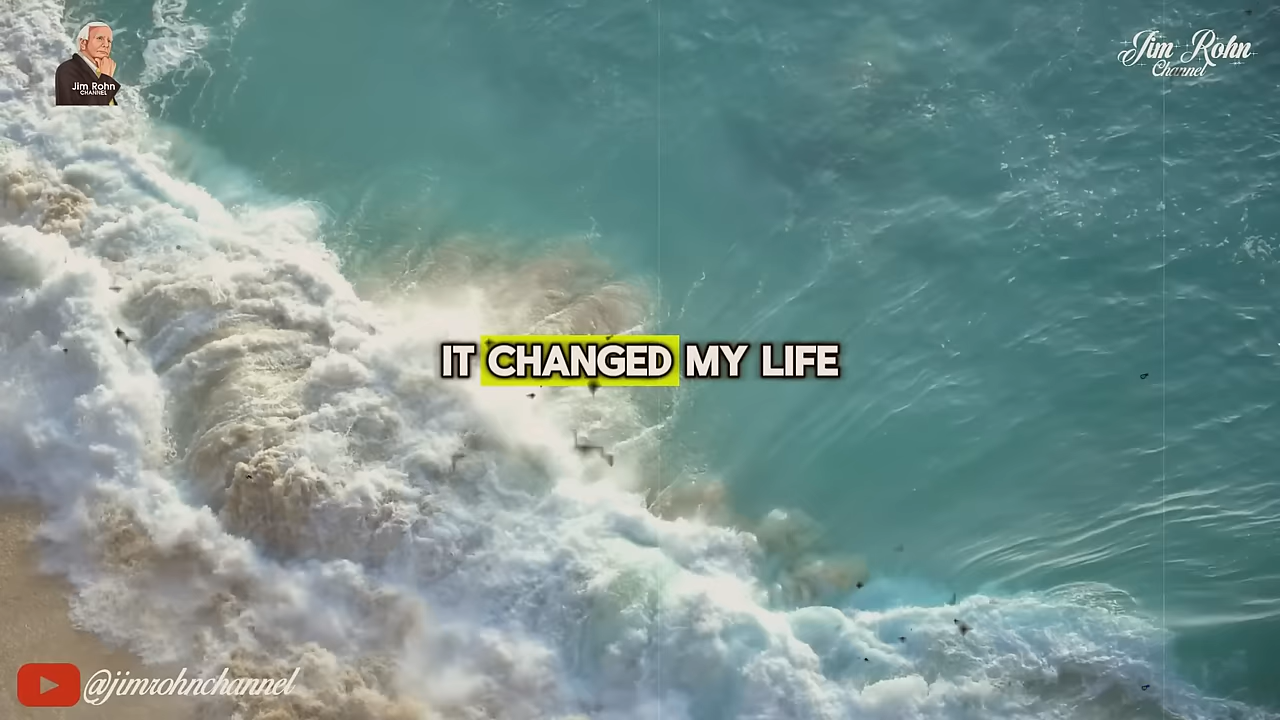 Jim Rohn
CHANNEL
Jim Rohn
Channel
IT CHANGED MY LIFE
@jimrohnchannel